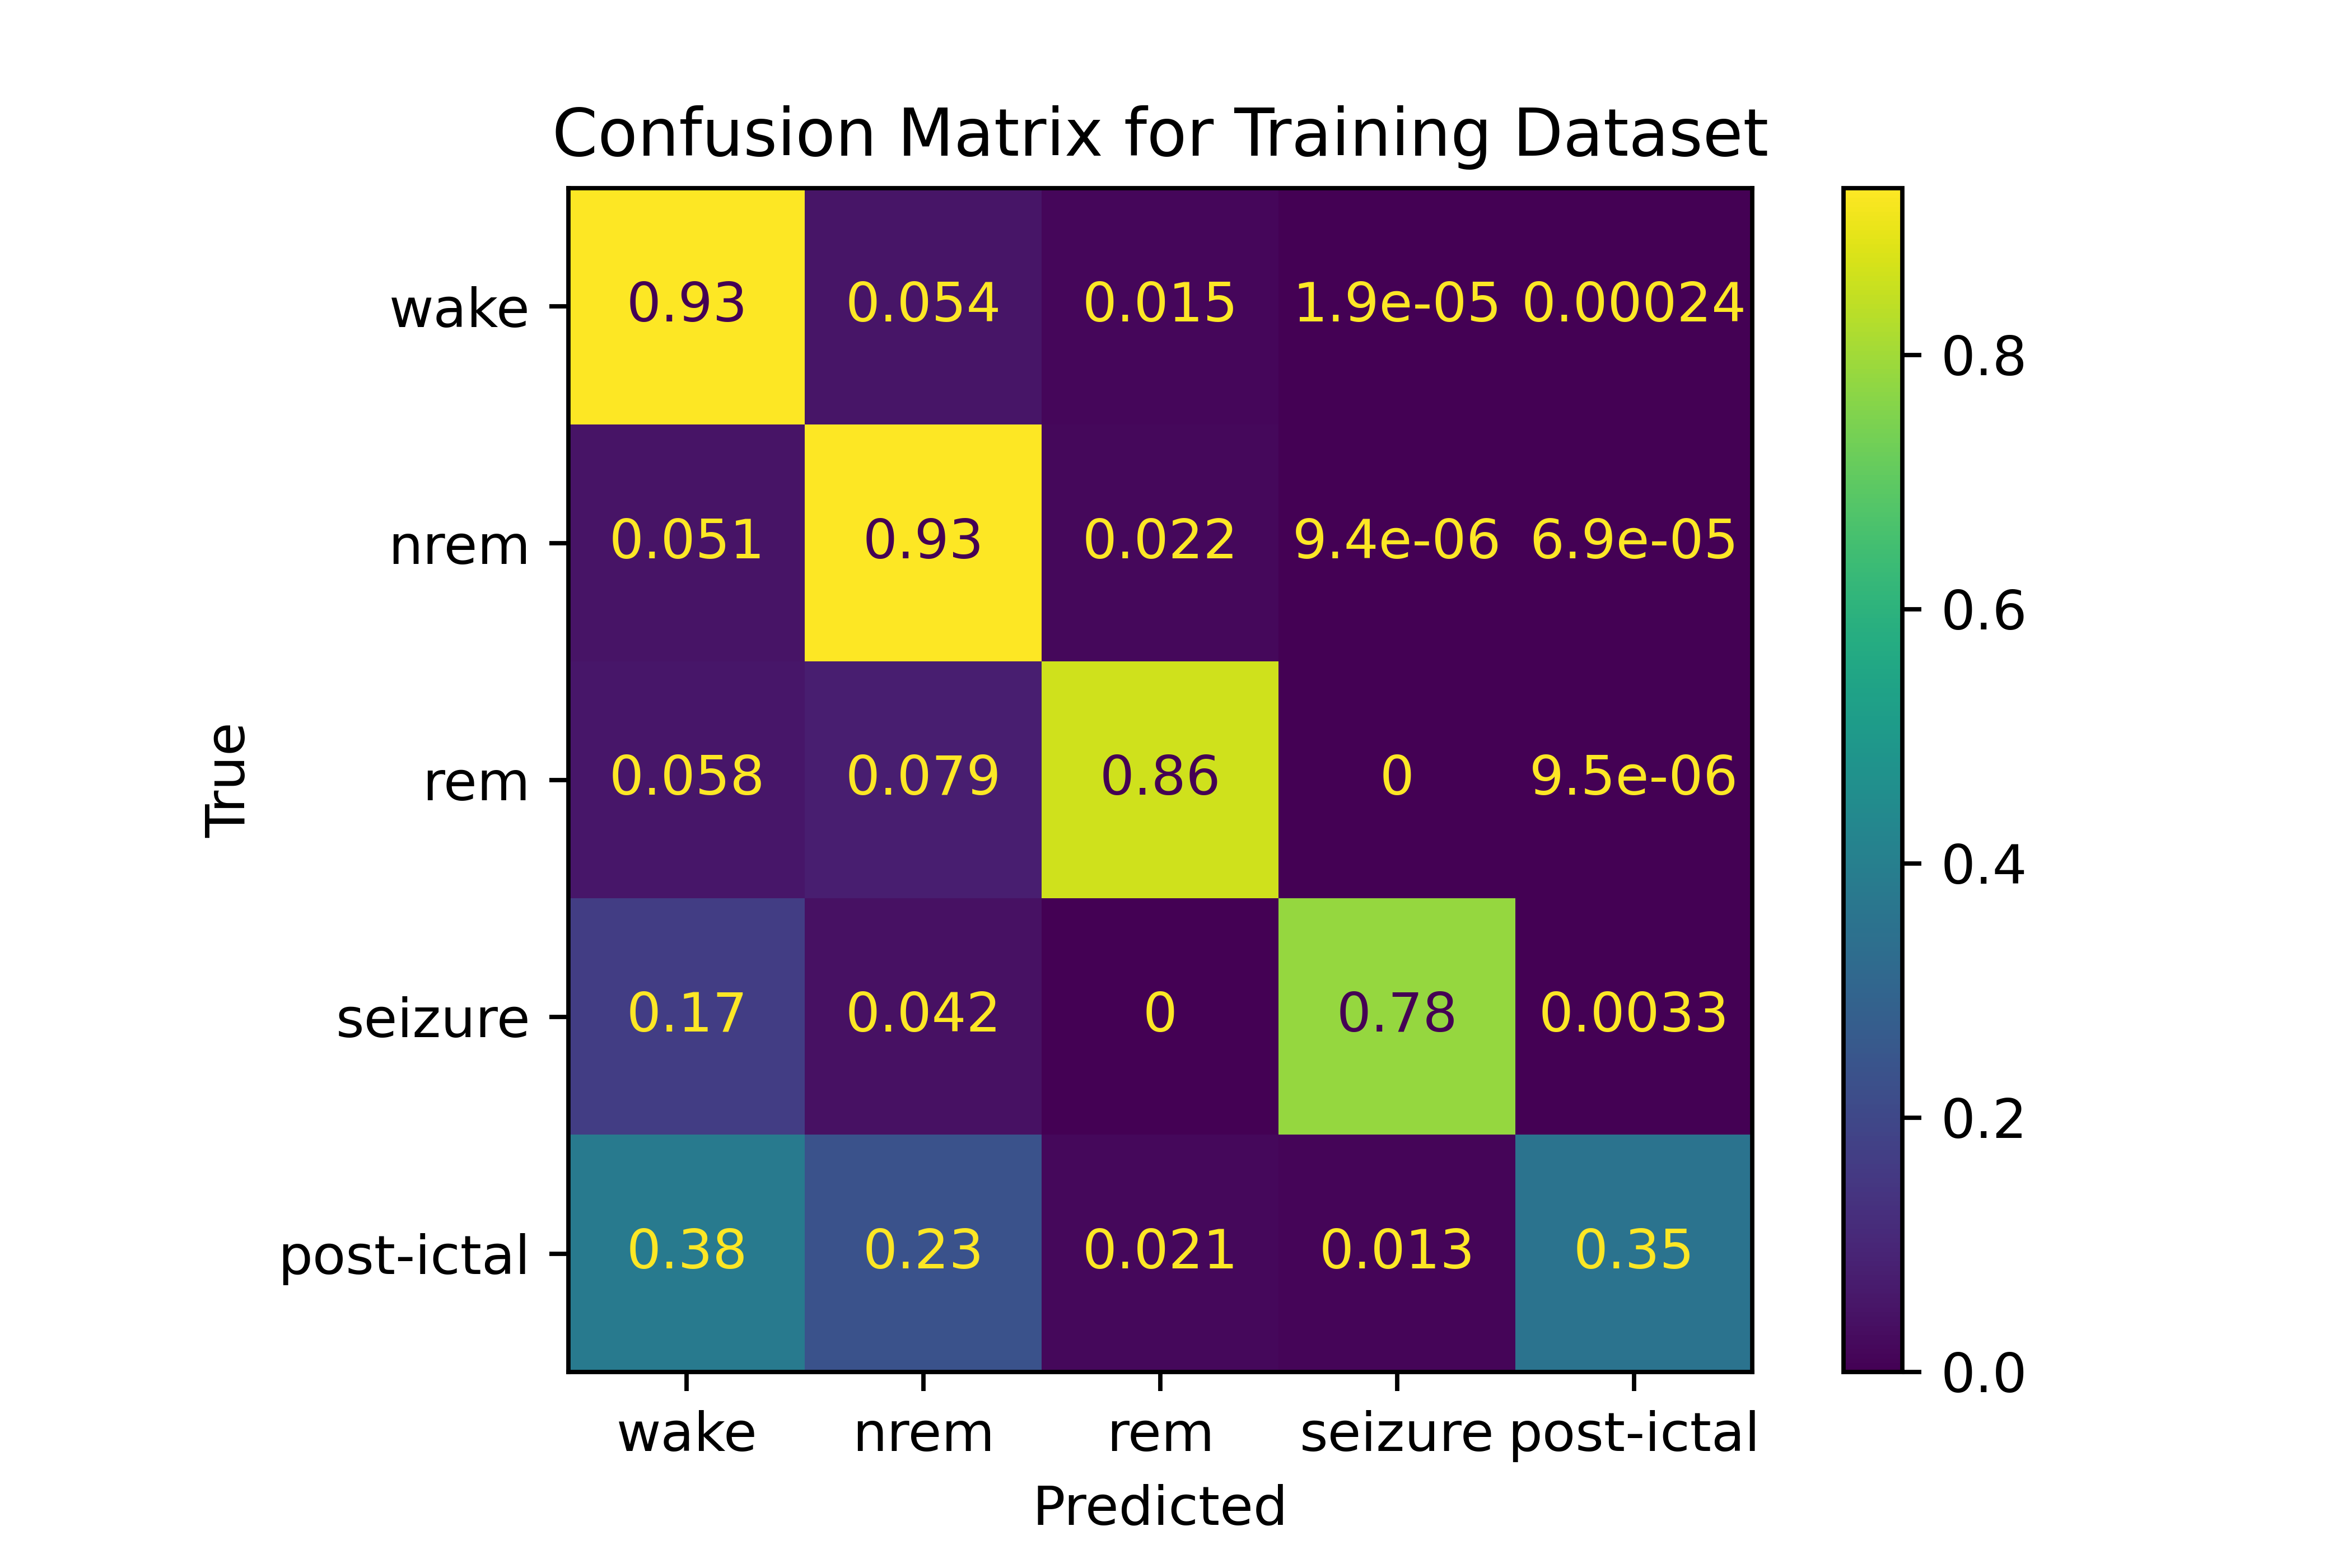 Confusion Matrix for Training Dataset
wake 0.93 0.054 0.015 1.9e-05 0.00024
nrem 0.051 0.93 0.022 9.4e-06 6.9e-05
rem 0.058 0.079 0.86 0 9.5e-06
seizure 0.17 0.042 0 0.78 0.0033
post-ictal 0.38 0.23 0.021 0.013 0.35
True
wake nrem rem seizure post-ictal
Predicted
0.8
0.6
0.4
0.2
0.0